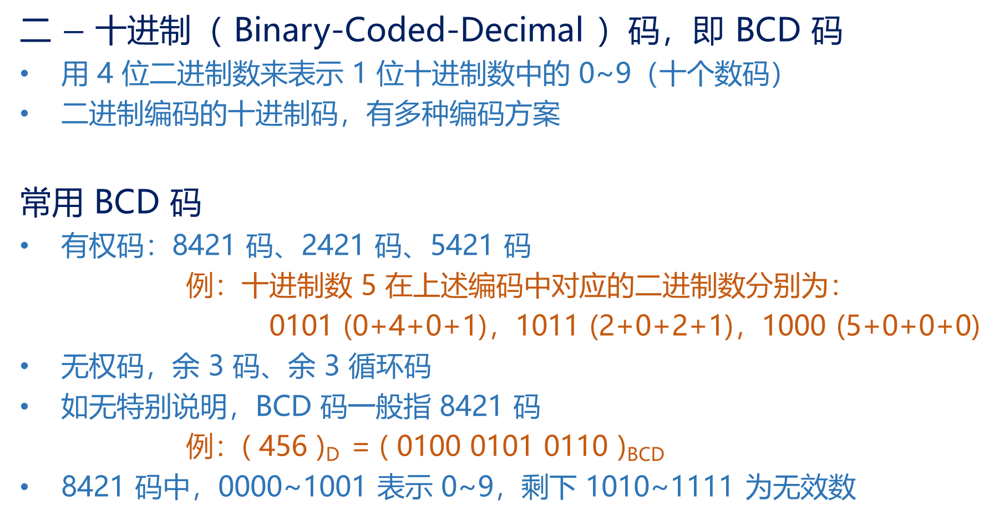 二 – 十进制（ Binary-Coded-Decimal ）码，即 BCD 码
• 用 4 位二进制数来表示 1 位十进制数中的 0~9（十个数码）
• 二进制编码的十进制码，有多种编码方案
常用 BCD 码
• 有权码：8421 码、2421 码、5421 码
例：十进制数 5 在上述编码中对应的二进制数分别为：
0101 (0+4+0+1)，1011 (2+0+2+1)，1000 (5+0+0+0)
• 无权码，余 3 码、余 3 循环码
• 如无特别说明，BCD 码一般指 8421 码
例：( 456 )D = ( 0100 0101 0110 )BCD
• 8421 码中，0000~1001 表示 0~9，剩下 1010~1111 为无效数